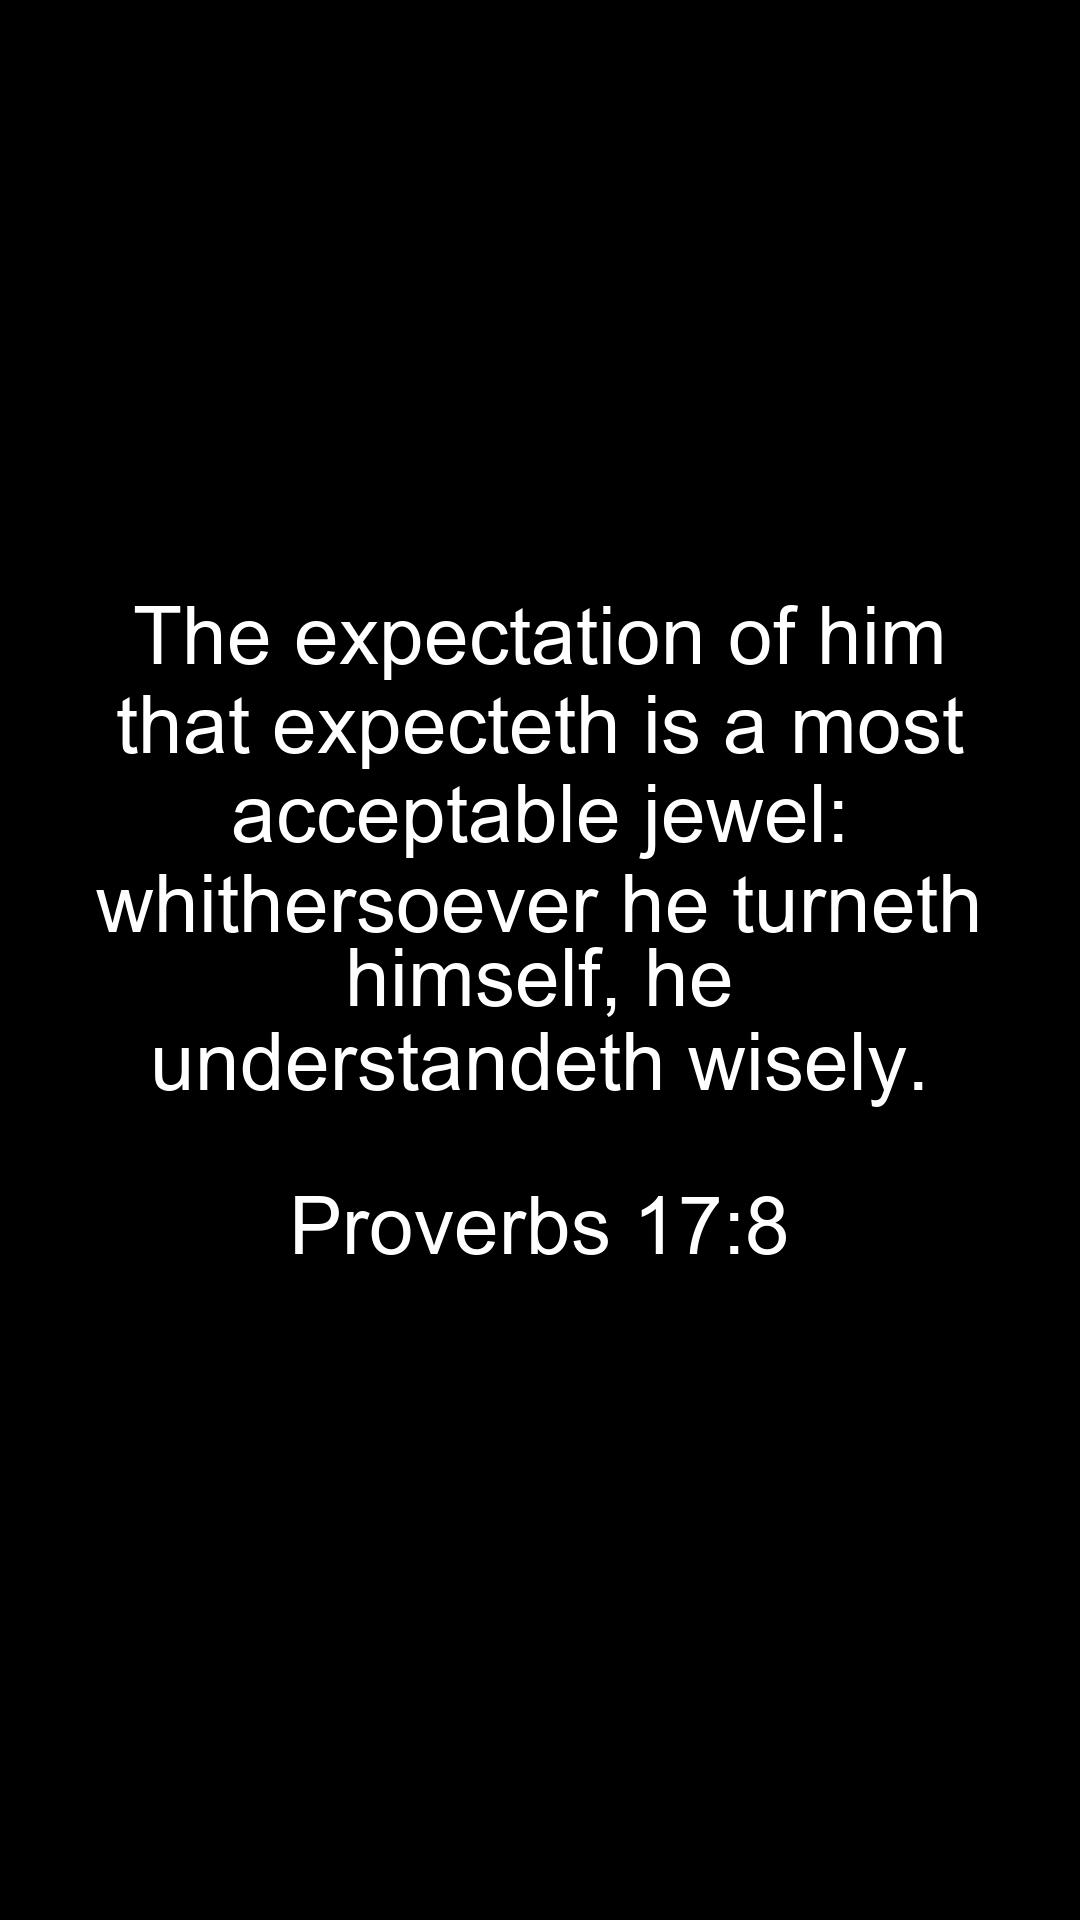 The expectation of him
that expecteth is a most
acceptable jewel:
whithersoever he turneth
himself, he
understandeth wisely.
Proverbs 17:8